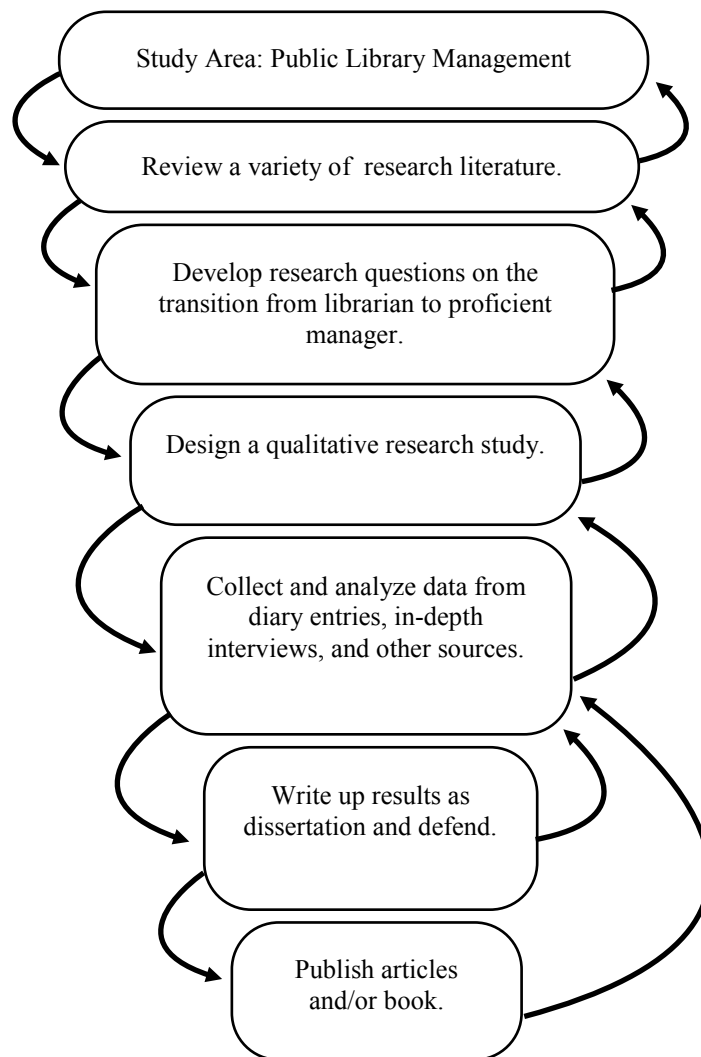 Study Area: Public Library Management
Review a variety of research literature.
Develop research questions on the
transition from librarian to proficient
manager.
Design a qualitative research study.
Collect and analyze data from
diary entries, in-depth
interviews, and other sources.
Write up results as
dissertation and defend.
Publish articles
and/or book.